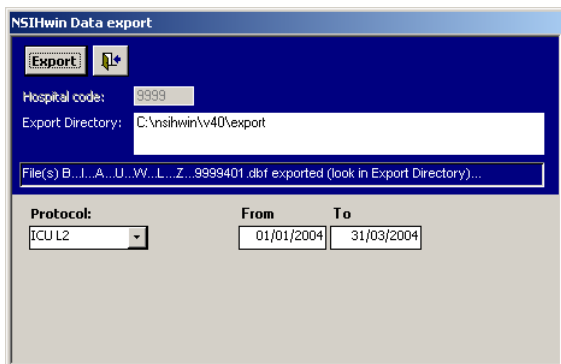 NSIHwin Data export
Export
Hospital code: 9999
Export Directory: C:\nsihwin\v40\export
File(s) B...I...A...U...W...L...Z...9999401.dbf exported (look in Export Directory)...
Protocol: From To
ICU L2 01/01/2004 31/03/2004